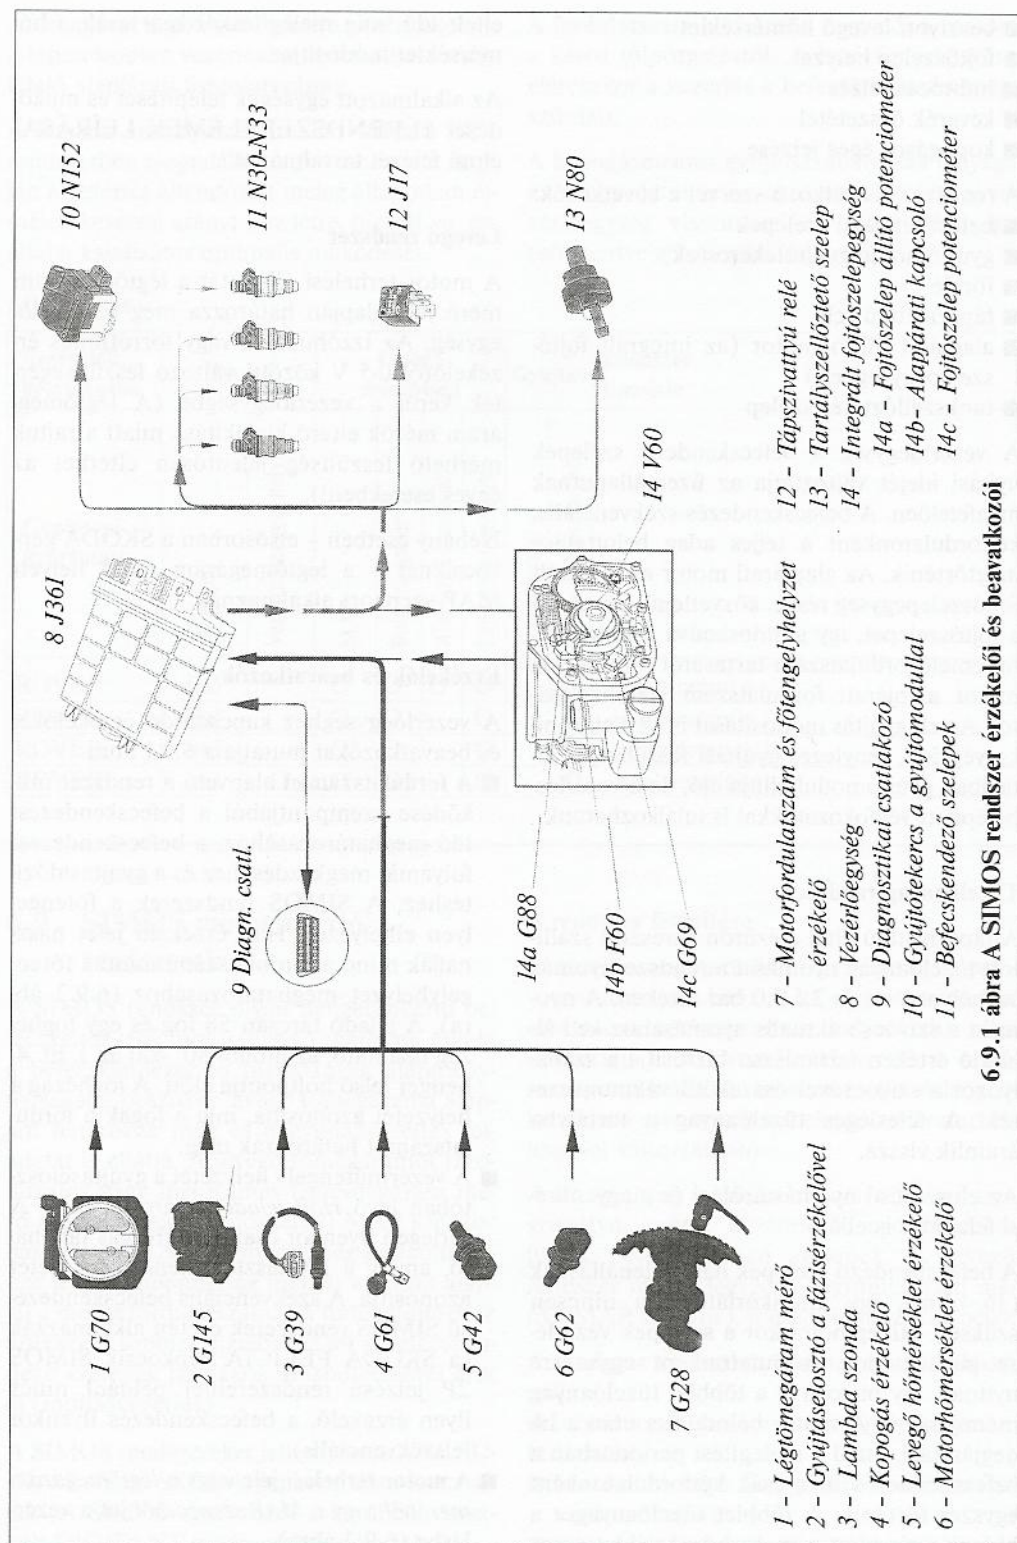 1 G70
2 G145
3 G39
4 G61
5 G42
6 G62
7 G28
9 Diagn. csatl.
8 J361
10 N152
11 N30-N33
12 J17
13 N80
14 V60
14a G88
14b F60
14c G69
1 – Légtömegáram mérő
2 – Gyújtáselosztó a fázisérzékelővel
3 – Lambda szonda
4 – Kopogás érzékelő
5 – Levegő hőmérséklet érzékelő
6 – Motorhőmérséklet érzékelő
7 – Motorfordulatszám és főtengelyhelyzet
érzékelő
8 – Vezérlőegység
9 – Diagnosztikai csatlakozó
10 – Gyújtótekercs a gyújtómodullal
11 – Befecskendező szelepek
12 – Tápszivattyú relé
13 – Tartályszellőztető szelep
14 – Integrált fojtószelepegység
14a - Fojtószelep állító potenciométer
14b - Alapjárati kapcsoló
14c - Fojtószelep potenciométer
6.9.1 ábra A SIMOS rendszer érzékelői és beavatkozói